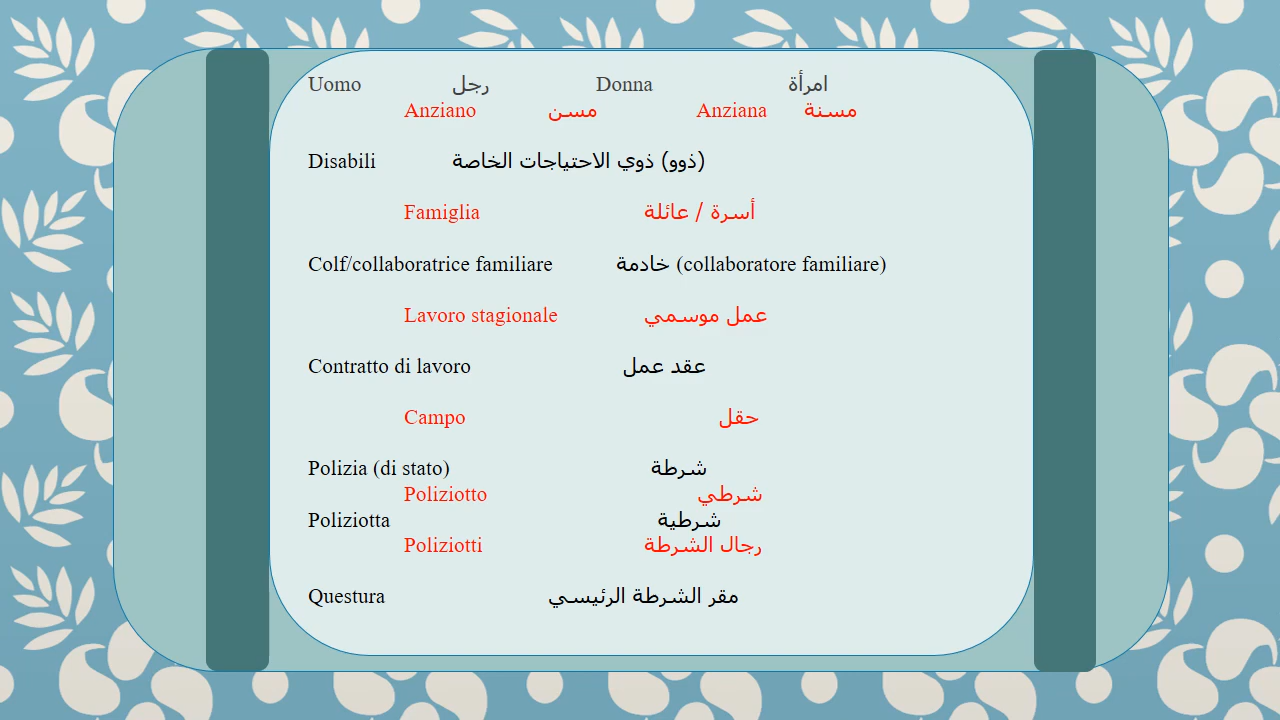 Uomo رجل Donna امرأة
Anziano مسن Anziana مسنة
Disabili ذوي الاحتياجات الخاصة (ذوو)
Famiglia أسرة / عائلة
Colf/collaboratrice familiare خادمة (collaboratore familiare)
Lavoro stagionale عمل موسمي
Contratto di lavoro عقد عمل
Campo حقل
Polizia (di stato) شرطة
Poliziotto شرطي
Poliziotta شرطية
Poliziotti رجال الشرطة
Questura مقر الشرطة الرئيسي